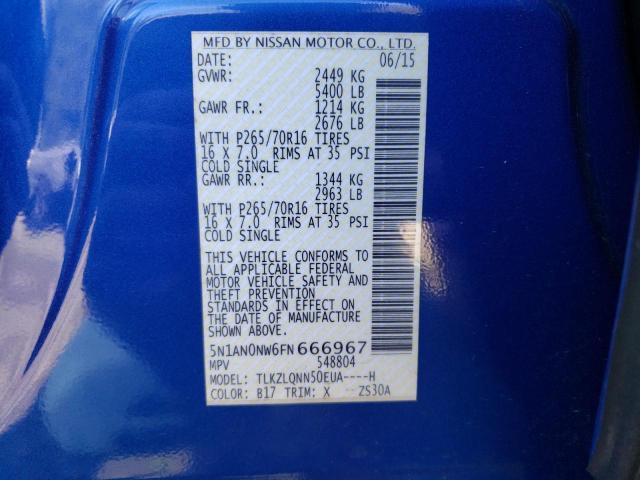 MFD BY NISSAN MOTOR CO., LTD.
DATE: 06/15
GVWR: 2449 KG
5400 LB
GAWR FR.: 1214 KG
2676 LB
WITH P265/70R16 TIRES
16 X 7.0 RIMS AT 35 PSI
COLD SINGLE
GAWR RR.: 1344 KG
2963 LB
WITH P265/70R16 TIRES
16 X 7.0 RIMS AT 35 PSI
COLD SINGLE
THIS VEHICLE CONFORMS TO
ALL APPLICABLE FEDERAL
MOTOR VEHICLE SAFETY AND
THEFT PREVENTION
STANDARDS IN EFFECT ON
THE DATE OF MANUFACTURE
SHOWN ABOVE.
5N1AN0NW6FN666967
MPV 548804
MODEL: TLKZLQNN50EUA----H
COLOR: B17 TRIM: X ZS30A